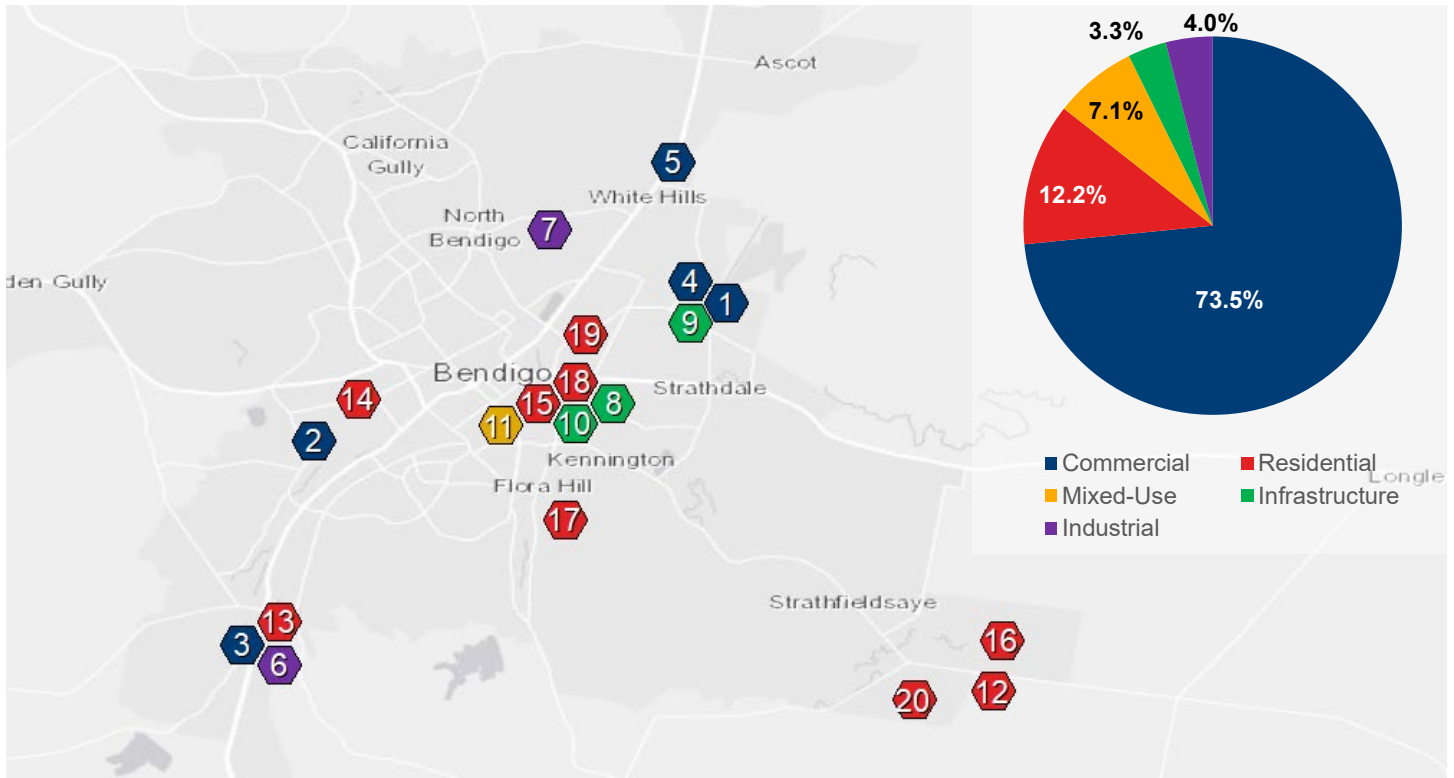 3.3%
4.0%
Ascot
7.1%
California
Gully
5
12.2%
White Hills
North
Bendigo
7
den Gully
4
1
73.5%
9
19
Bendigo
18
Strathdale
14
15
8
11
10
2
Kennington
Commercial
Residential
Longle
Flora Hill
Mixed-Use
Infrastructure
17
Industrial
Strathfieldsaye
13
3
16
6
12
20